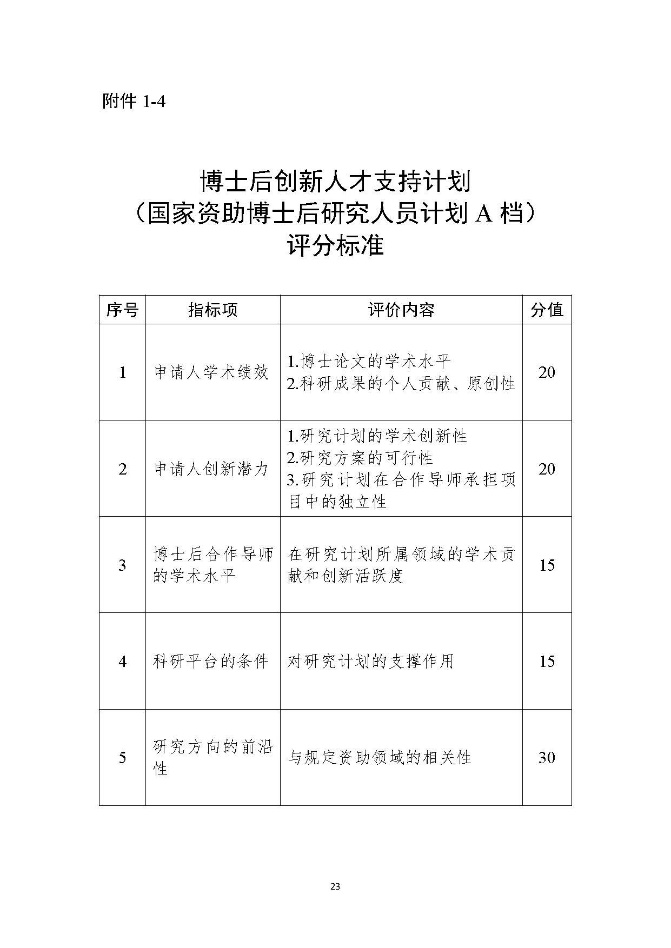 附件 1-4
博士后创新人才支持计划
（国家资助博士后研究人员计划 A 档）
评分标准
序号 指标项 评价内容 分值
1 申请人学术绩效 1.博士论文的学术水平
2.科研成果的个人贡献、原创性 20
2 申请人创新潜力 1.研究计划的学术创新性
2.研究方案的可行性
3.研究计划在合作导师承担项
目中的独立性 20
3 博士后合作导师
的学术水平 在研究计划所属领域的学术贡
献和创新活跃度 15
4 科研平台的条件 对研究计划的支撑作用 15
5 研究方向的前沿
性 与规定资助领域的相关性 30
23